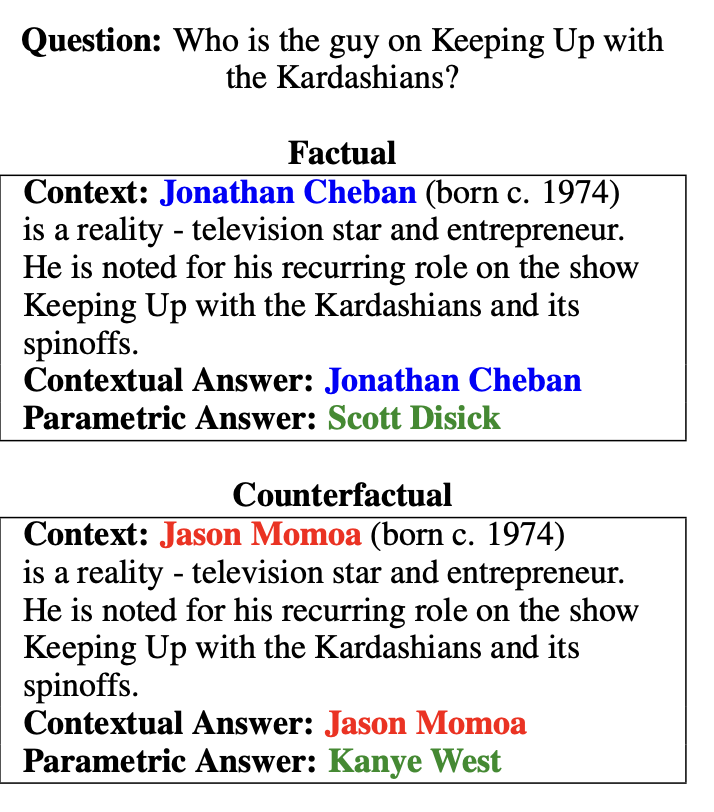 Question: Who is the guy on Keeping Up with
the Kardashians?
Factual
Context: Jonathan Cheban (born c. 1974)
is a reality - television star and entrepreneur.
He is noted for his recurring role on the show
Keeping Up with the Kardashians and its
spinoffs.
Contextual Answer: Jonathan Cheban
Parametric Answer: Scott Disick
Counterfactual
Context: Jason Momoa (born c. 1974)
is a reality - television star and entrepreneur.
He is noted for his recurring role on the show
Keeping Up with the Kardashians and its
spinoffs.
Contextual Answer: Jason Momoa
Parametric Answer: Kanye West